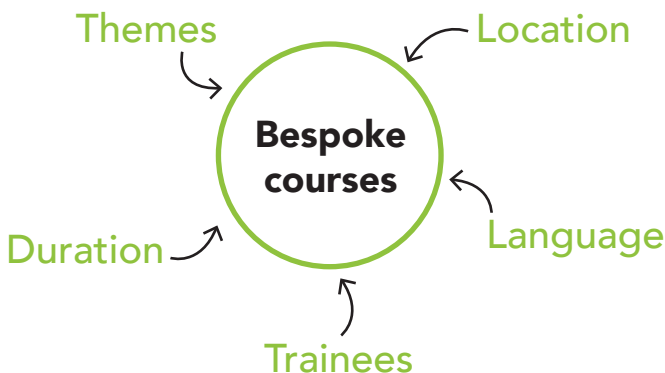 Themes
Location
Bespoke
courses
Language
Duration
Trainees